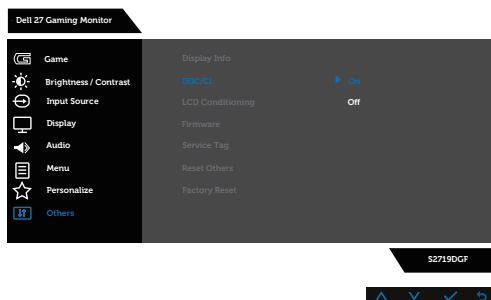 Dell 27 Gaming Monitor
Game
Brightness / Contrast
Input Source
Display
Audio
Menu
Personalize
Others
Display Info
DDC/CI
On
LCD Conditioning
Off
Firmware
Service Tag
Reset Others
Factory Reset
S2719DGF